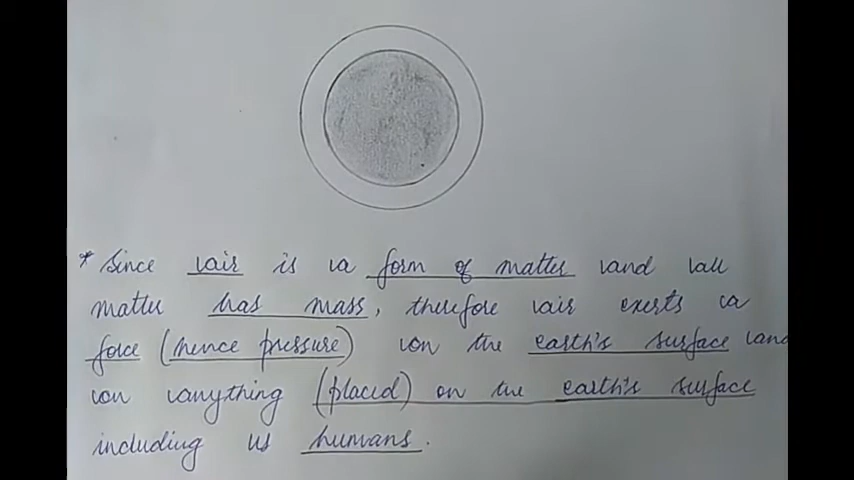 * Since air is a form of matter and all
matter has mass, therefore air exerts a
force (hence pressure) on the earth's surface and
on anything (placed) on the earth's surface
including us humans.